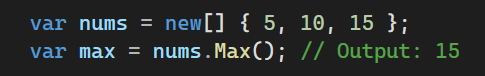 var nums = new[] { 5, 10, 15 };
var max = nums.Max(); // Output: 15